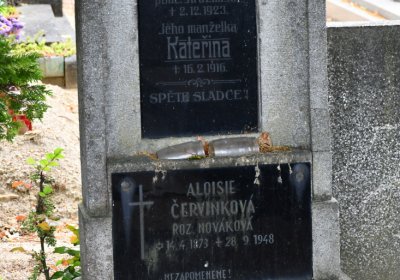 † 2.12.1923.
Jeho manželka
Kateřina
† 16.2.1916.
SPĚTE SLADCE!
ALOISIE
ČERVINKOVÁ
ROZ. NOVÁKOVÁ
* 14. 4. 1873 + 28. 9. 1948
NEZAPOMENEME!